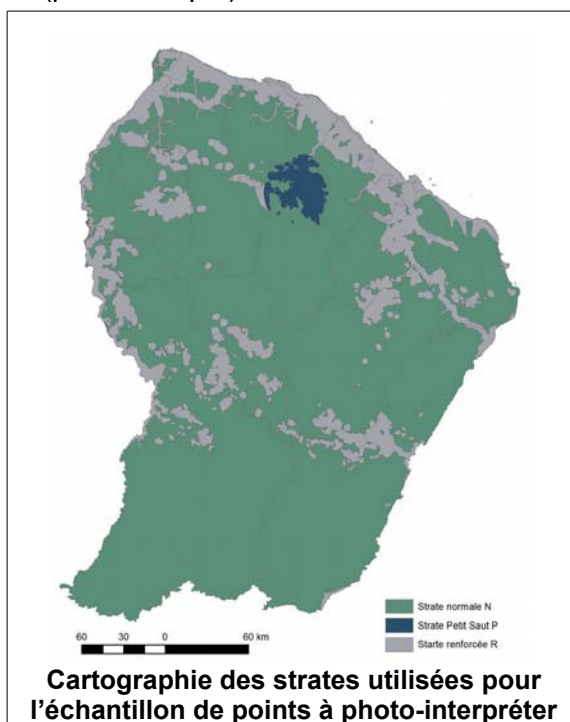 Strate normale N
Strate Petit Saut P
Starte renforcée R
60 30 0 60 km
Cartographie des strates utilisées pour
l'échantillon de points à photo-interpréter